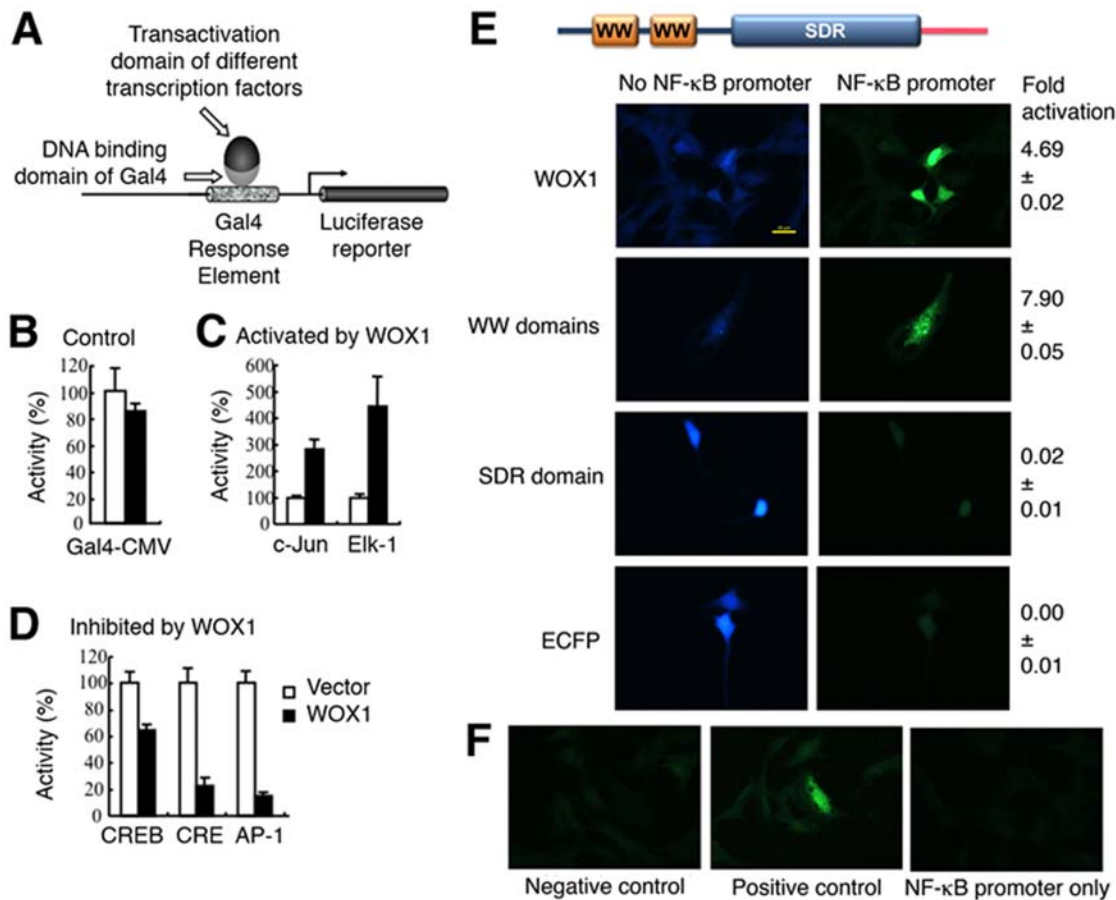 A
Transactivation
domain of different
transcription factors
DNA binding
domain of Gal4
Gal4
Response
Element
Luciferase
reporter
B
Control
Activity (%)
120
100
80
60
40
20
0
Gal4-CMV
C
Activated by WOX1
Activity (%)
600
500
400
300
200
100
0
c-Jun Elk-1
D
Inhibited by WOX1
Activity (%)
120
100
80
60
40
20
0
CREB CRE AP-1
Vector
WOX1
E
WW WW SDR
No NF-κB promoter NF-κB promoter Fold
activation
WOX1
4.69
±
0.02
WW domains
7.90
±
0.05
SDR domain
0.02
±
0.01
ECFP
0.00
±
0.01
F
Negative control Positive control NF-κB promoter only